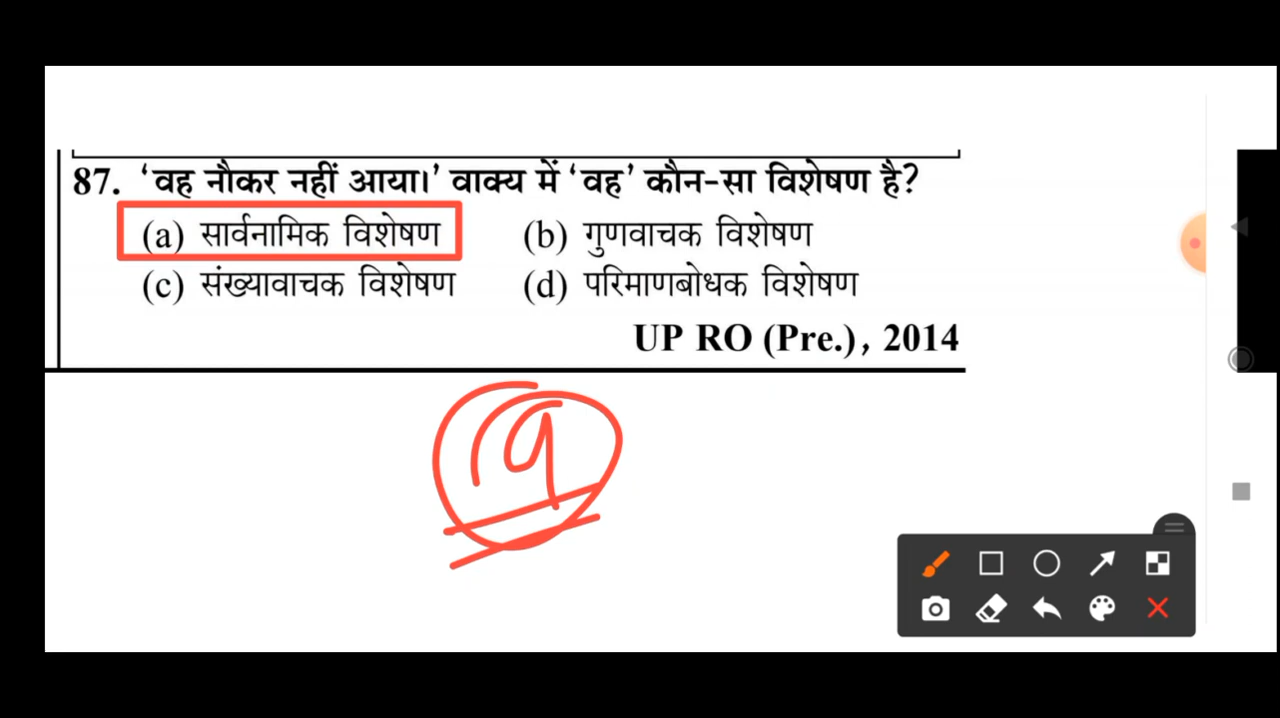 87. ‘वह नौकर नहीं आया।’ वाक्य में ‘वह’ कौन-सा विशेषण है?
(a) सार्वनामिक विशेषण (b) गुणवाचक विशेषण
(c) संख्यावाचक विशेषण (d) परिमाणबोधक विशेषण
UP RO (Pre.), 2014